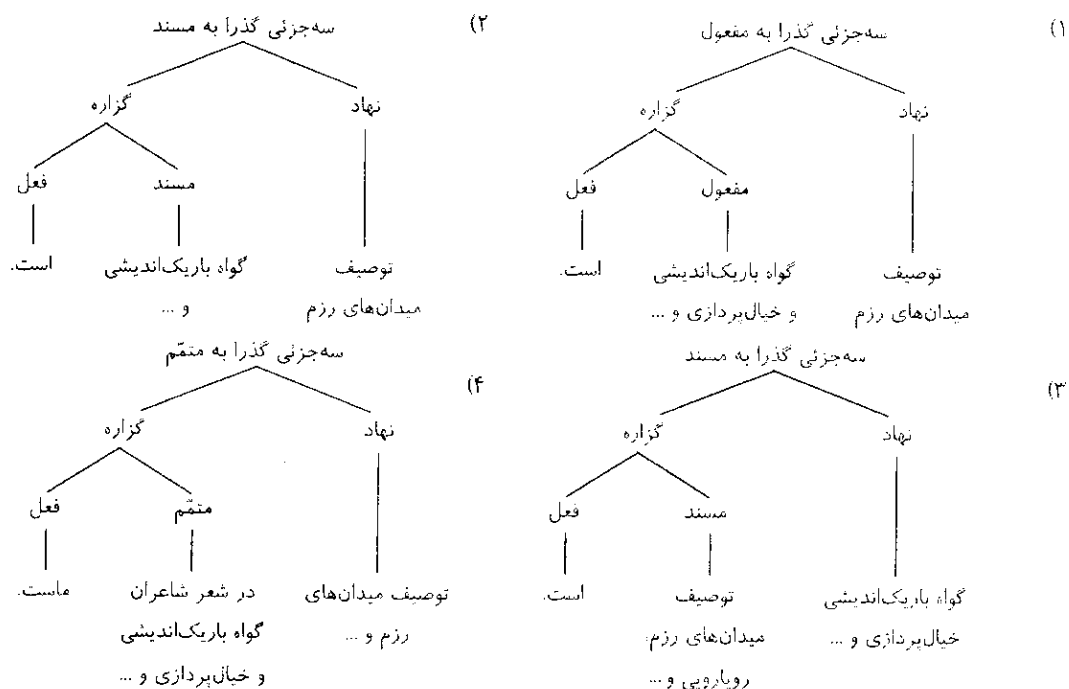 ۱) سه‌جزئی گذرا به مفعول
نهاد
گزاره
مفعول
فعل
توصیف
میدان‌های رزم
گواه باریک‌اندیشی
و خیال‌پردازی و ...
است.
۲) سه‌جزئی گذرا به مسند
نهاد
گزاره
مسند
فعل
توصیف
میدان‌های رزم
گواه باریک‌اندیشی
و ...
است.
۳) سه‌جزئی گذرا به مسند
نهاد
گزاره
مسند
فعل
گواه باریک‌اندیشی
خیال‌پردازی و ...
توصیف
میدان‌های رزم،
رویارویی و ...
است.
۴) سه‌جزئی گذرا به متمّم
نهاد
گزاره
متمّم
فعل
توصیف میدان‌های
رزم و ...
در شعر شاعران
گواه باریک‌اندیشی
و خیال‌پردازی و ...
ماست.